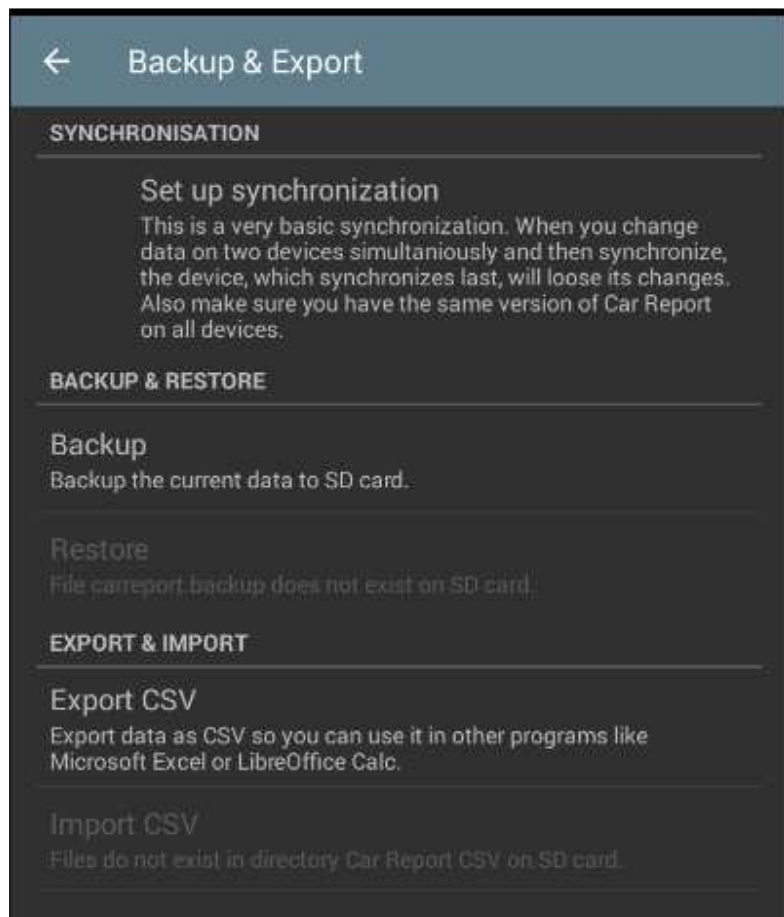 Backup & Export
SYNCHRONISATION
Set up synchronization
This is a very basic synchronization. When you change
data on two devices simultaniously and then synchronize,
the device, which synchronizes last, will loose its changes.
Also make sure you have the same version of Car Report
on all devices.
BACKUP & RESTORE
Backup
Backup the current data to SD card.
Restore
File carreport.backup does not exist on SD card.
EXPORT & IMPORT
Export CSV
Export data as CSV so you can use it in other programs like
Microsoft Excel or LibreOffice Calc.
Import CSV
Files do not exist in directory Car Report CSV on SD card.